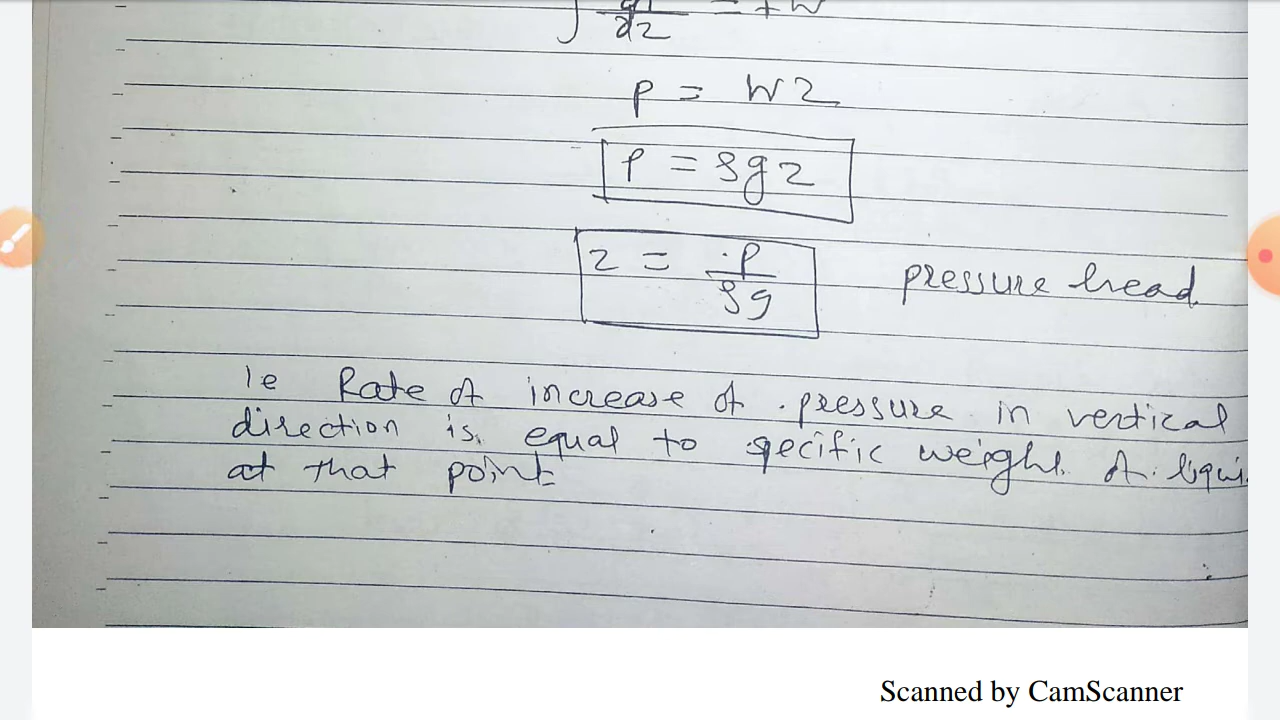 dz
P = wz
P = ρgz
z = P
ρg
pressure head
ie Rate of increase of pressure in vertical
direction is equal to specific weight of liqui
at that point
Scanned by CamScanner